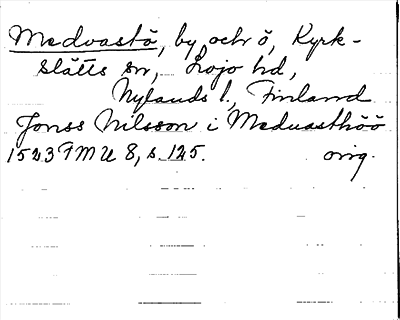 Medvastö, by och ö, Kyrk-
slätts sn, Lojo hd,
Nylands l., Finland
Jonss Nilsson i Meduasthöö
1523 FMU 8, s. 125. orig.